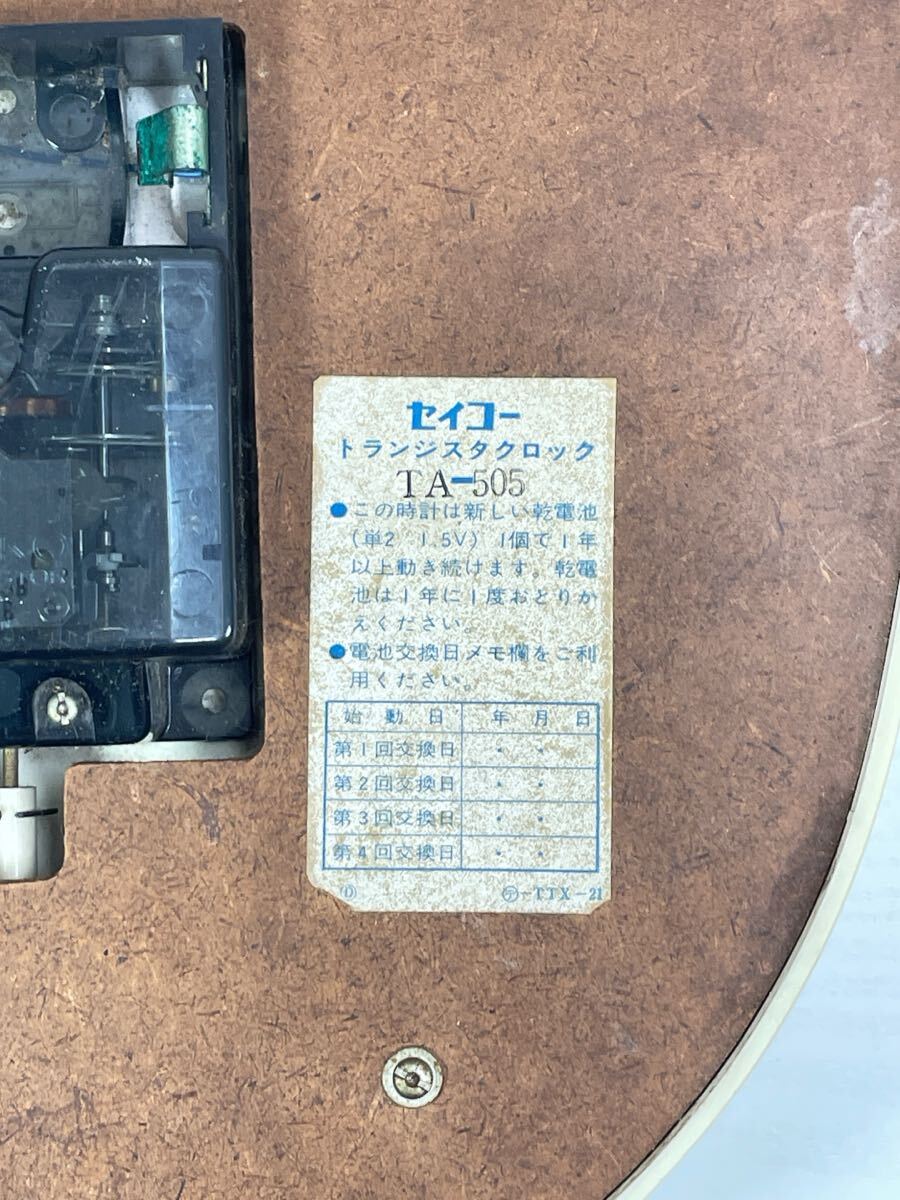 セイコー
トランジスタクロック
TA-505
●この時計は新しい乾電池
(単2 1.5V) 1個で1年
以上動き続けます。乾電
池は1年に1度おとりか
えください。
●電池交換日メモ欄をご利
用ください。
始動日 年 月 日
第1回交換日 ・ ・
第2回交換日 ・ ・
第3回交換日 ・ ・
第4回交換日 ・ ・
㋢-TTX-21